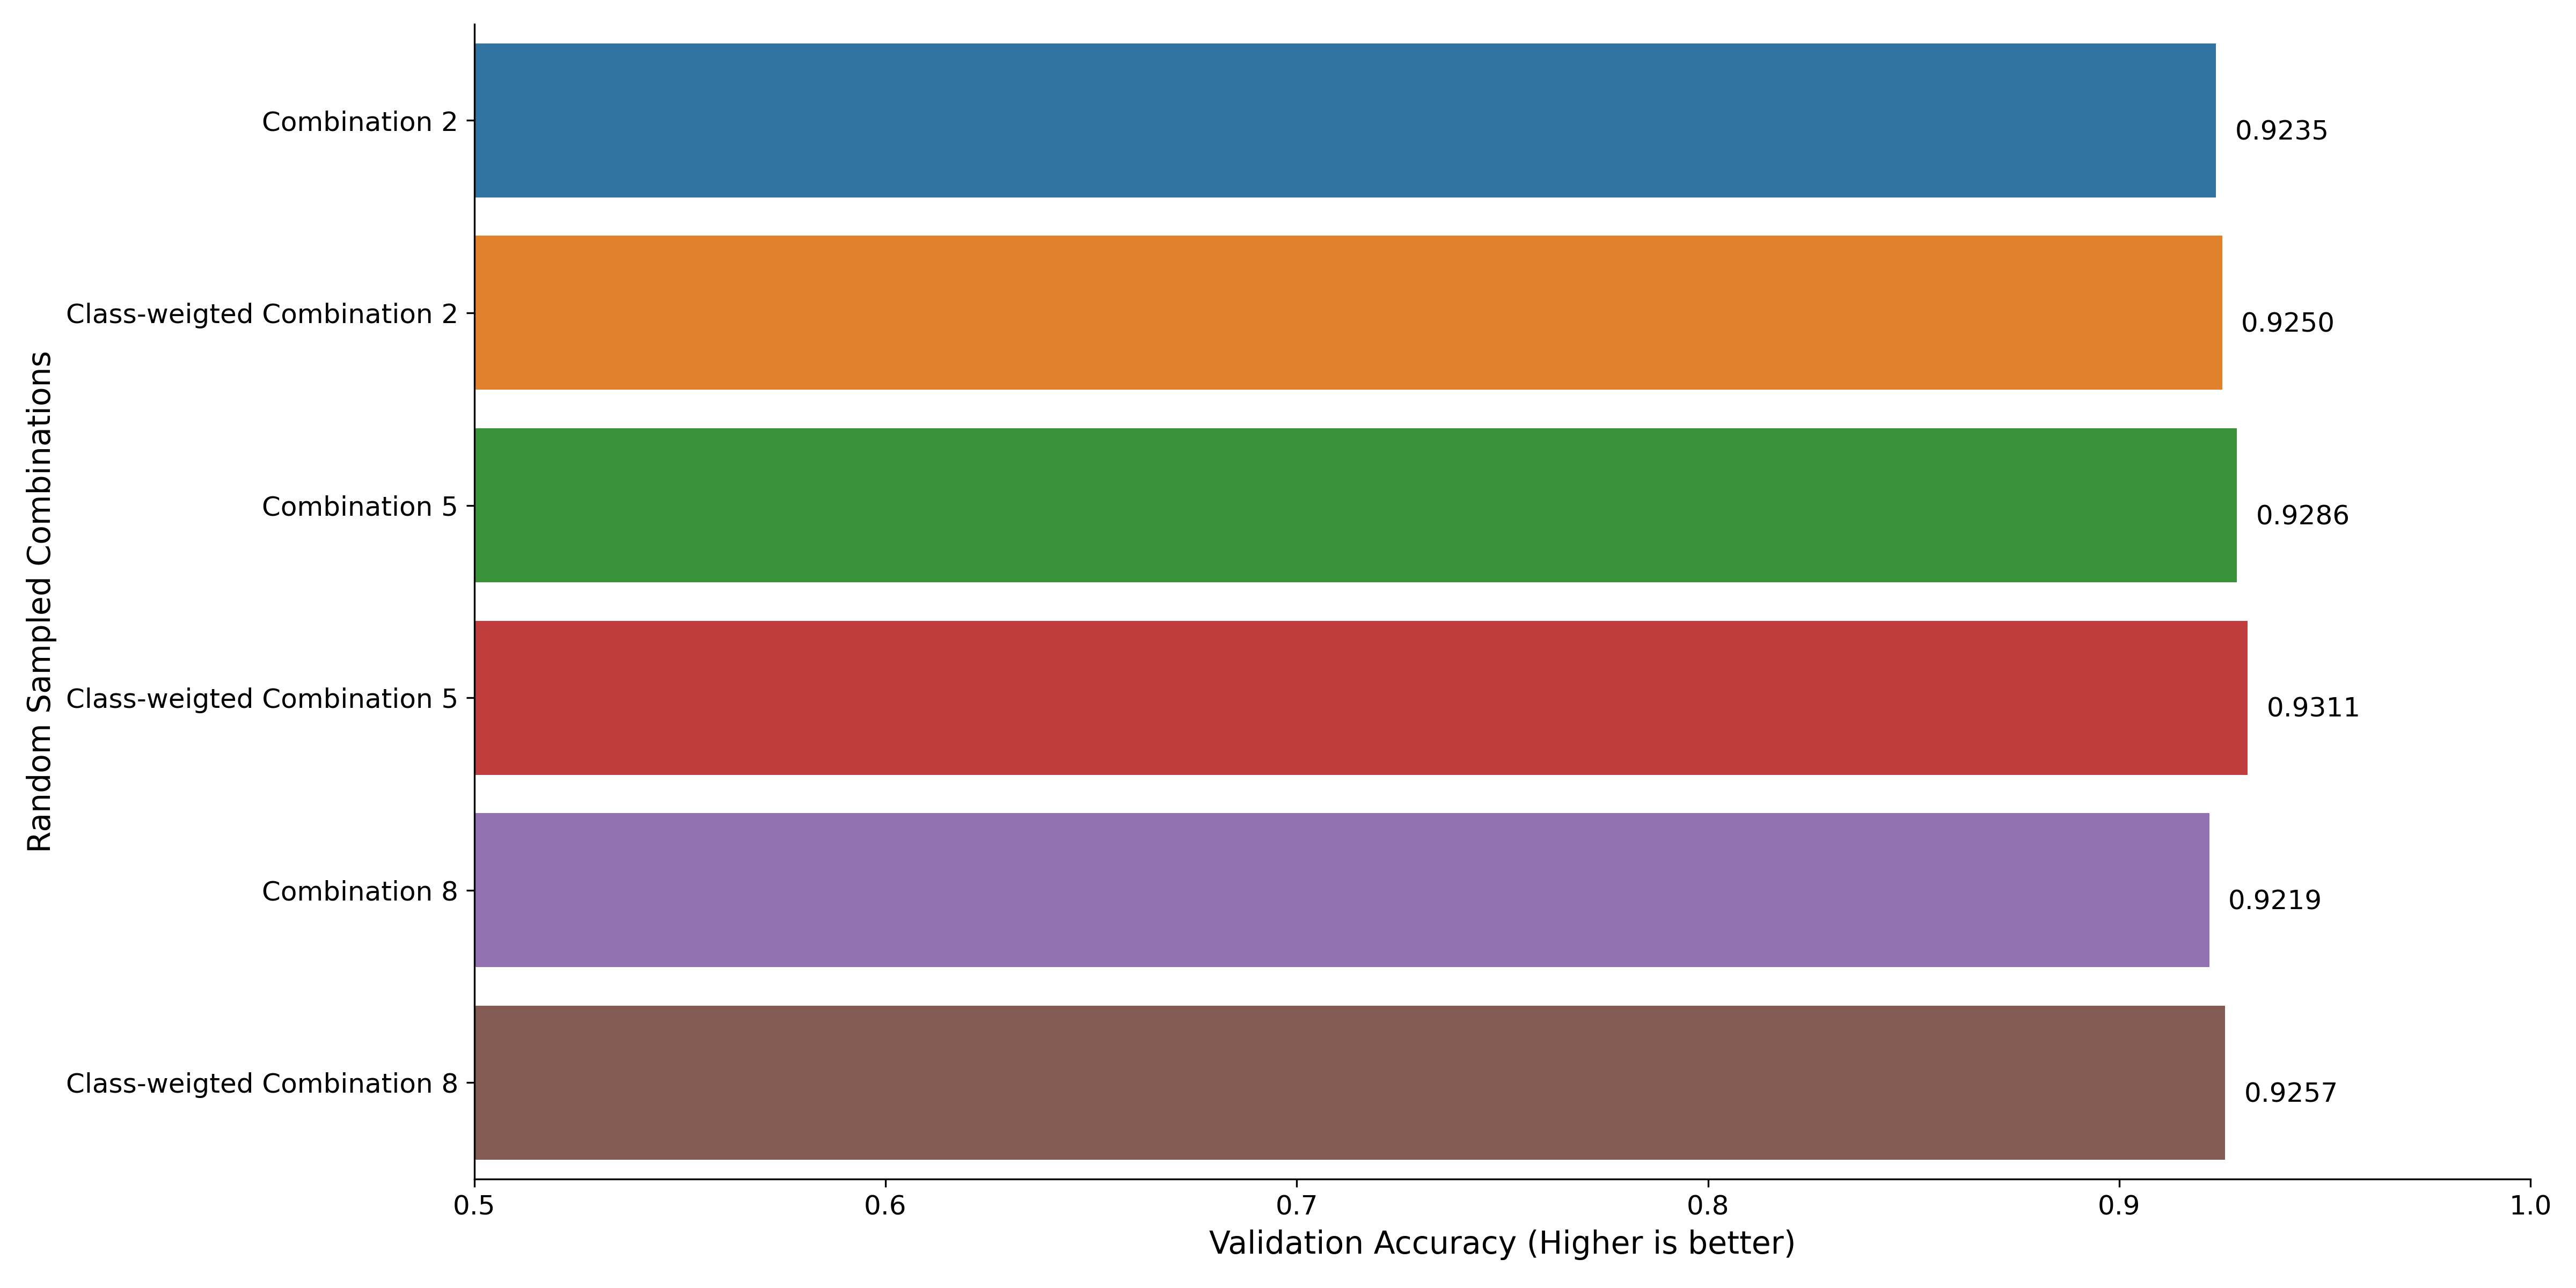 Random Sampled Combinations
Combination 2
0.9235
Class-weigted Combination 2
0.9250
Combination 5
0.9286
Class-weigted Combination 5
0.9311
Combination 8
0.9219
Class-weigted Combination 8
0.9257
0.5 0.6 0.7 0.8 0.9 1.0
Validation Accuracy (Higher is better)